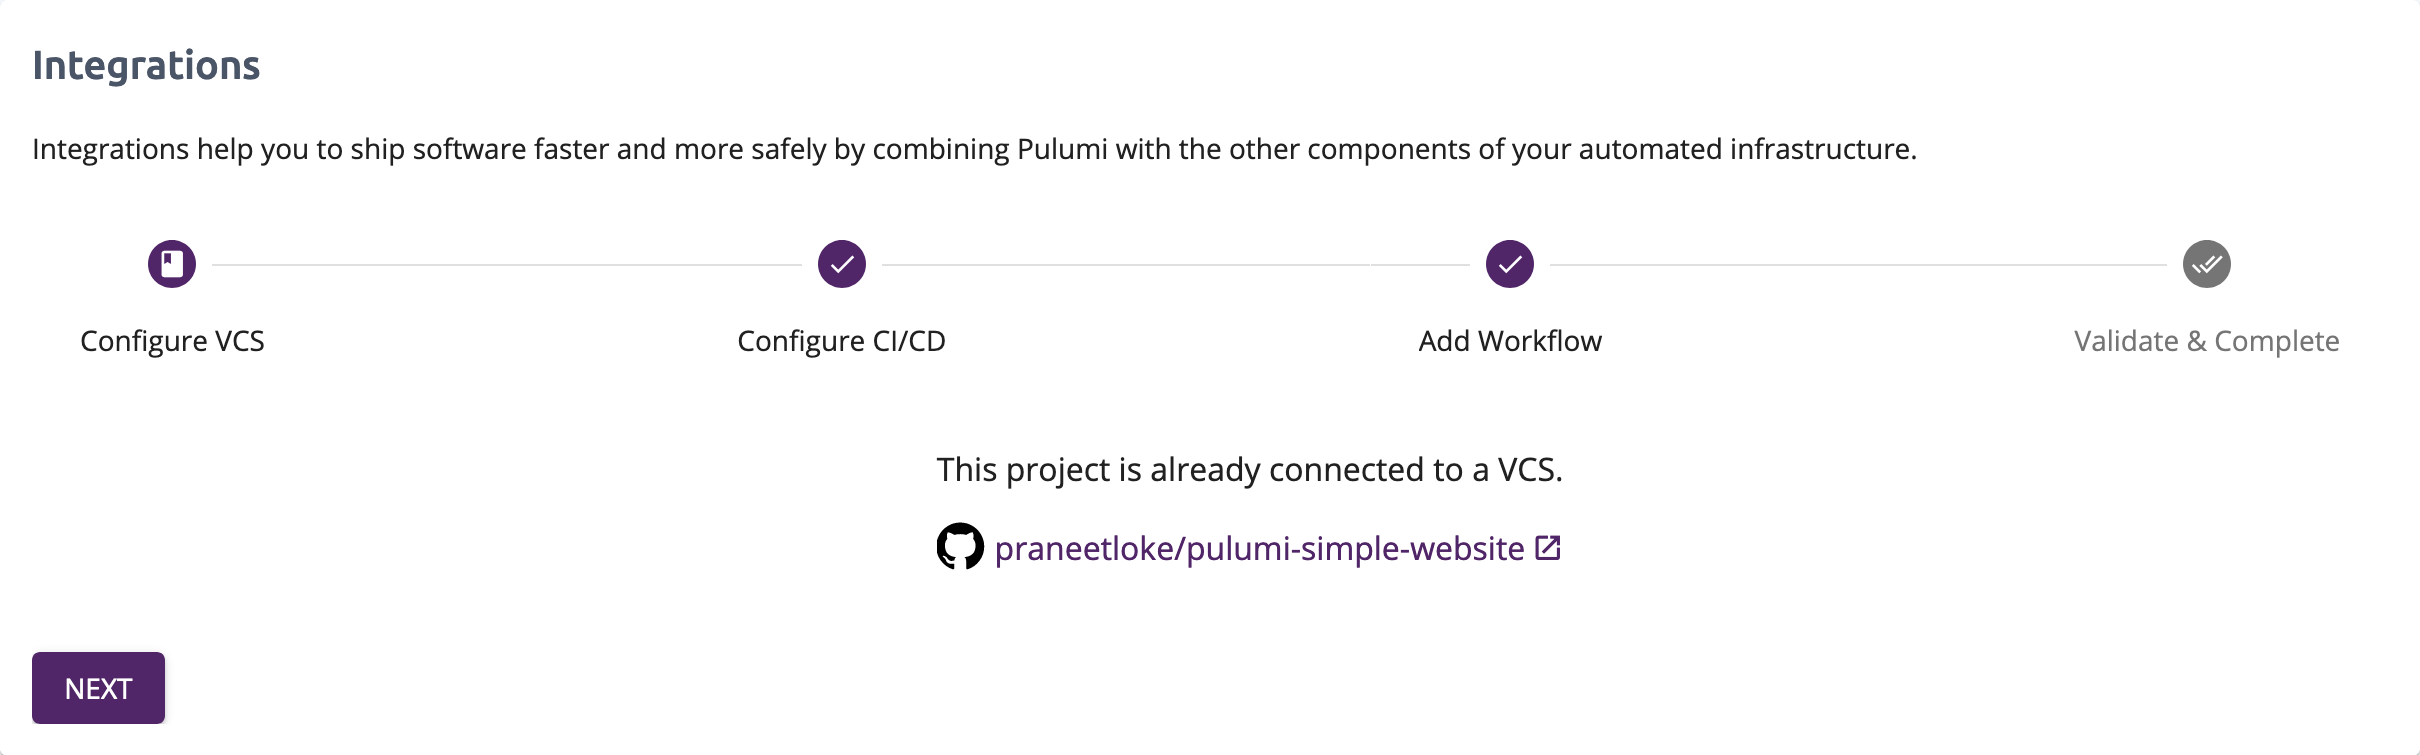 Integrations
Integrations help you to ship software faster and more safely by combining Pulumi with the other components of your automated infrastructure.
Configure VCS
Configure CI/CD
Add Workflow
Validate & Complete
This project is already connected to a VCS.
praneetloke/pulumi-simple-website
NEXT